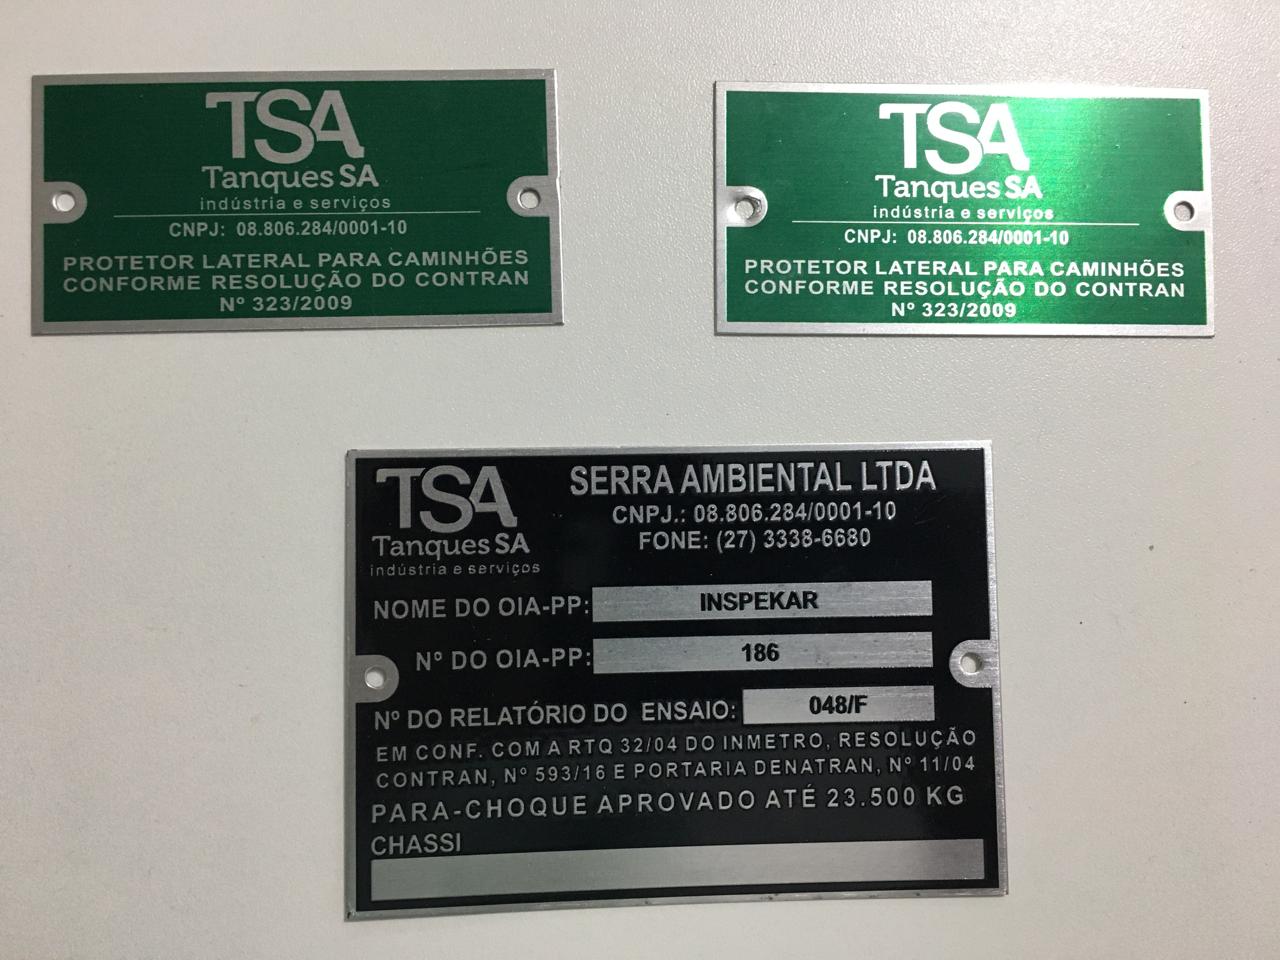 TSA
Tanques SA
indústria e serviços
CNPJ: 08.806.284/0001-10
PROTETOR LATERAL PARA CAMINHÕES
CONFORME RESOLUÇÃO DO CONTRAN
Nº 323/2009
TSA
Tanques SA
indústria e serviços
CNPJ: 08.806.284/0001-10
PROTETOR LATERAL PARA CAMINHÕES
CONFORME RESOLUÇÃO DO CONTRAN
Nº 323/2009
TSA
Tanques SA
indústria e serviços
SERRA AMBIENTAL LTDA
CNPJ.: 08.806.284/0001-10
FONE: (27) 3338-6680
NOME DO OIA-PP: INSPEKAR
Nº DO OIA-PP: 186
Nº DO RELATÓRIO DO ENSAIO: 048/F
EM CONF. COM A RTQ 32/04 DO INMETRO, RESOLUÇÃO
CONTRAN, Nº 593/16 E PORTARIA DENATRAN, Nº 11/04
PARA-CHOQUE APROVADO ATÉ 23.500 KG
CHASSI